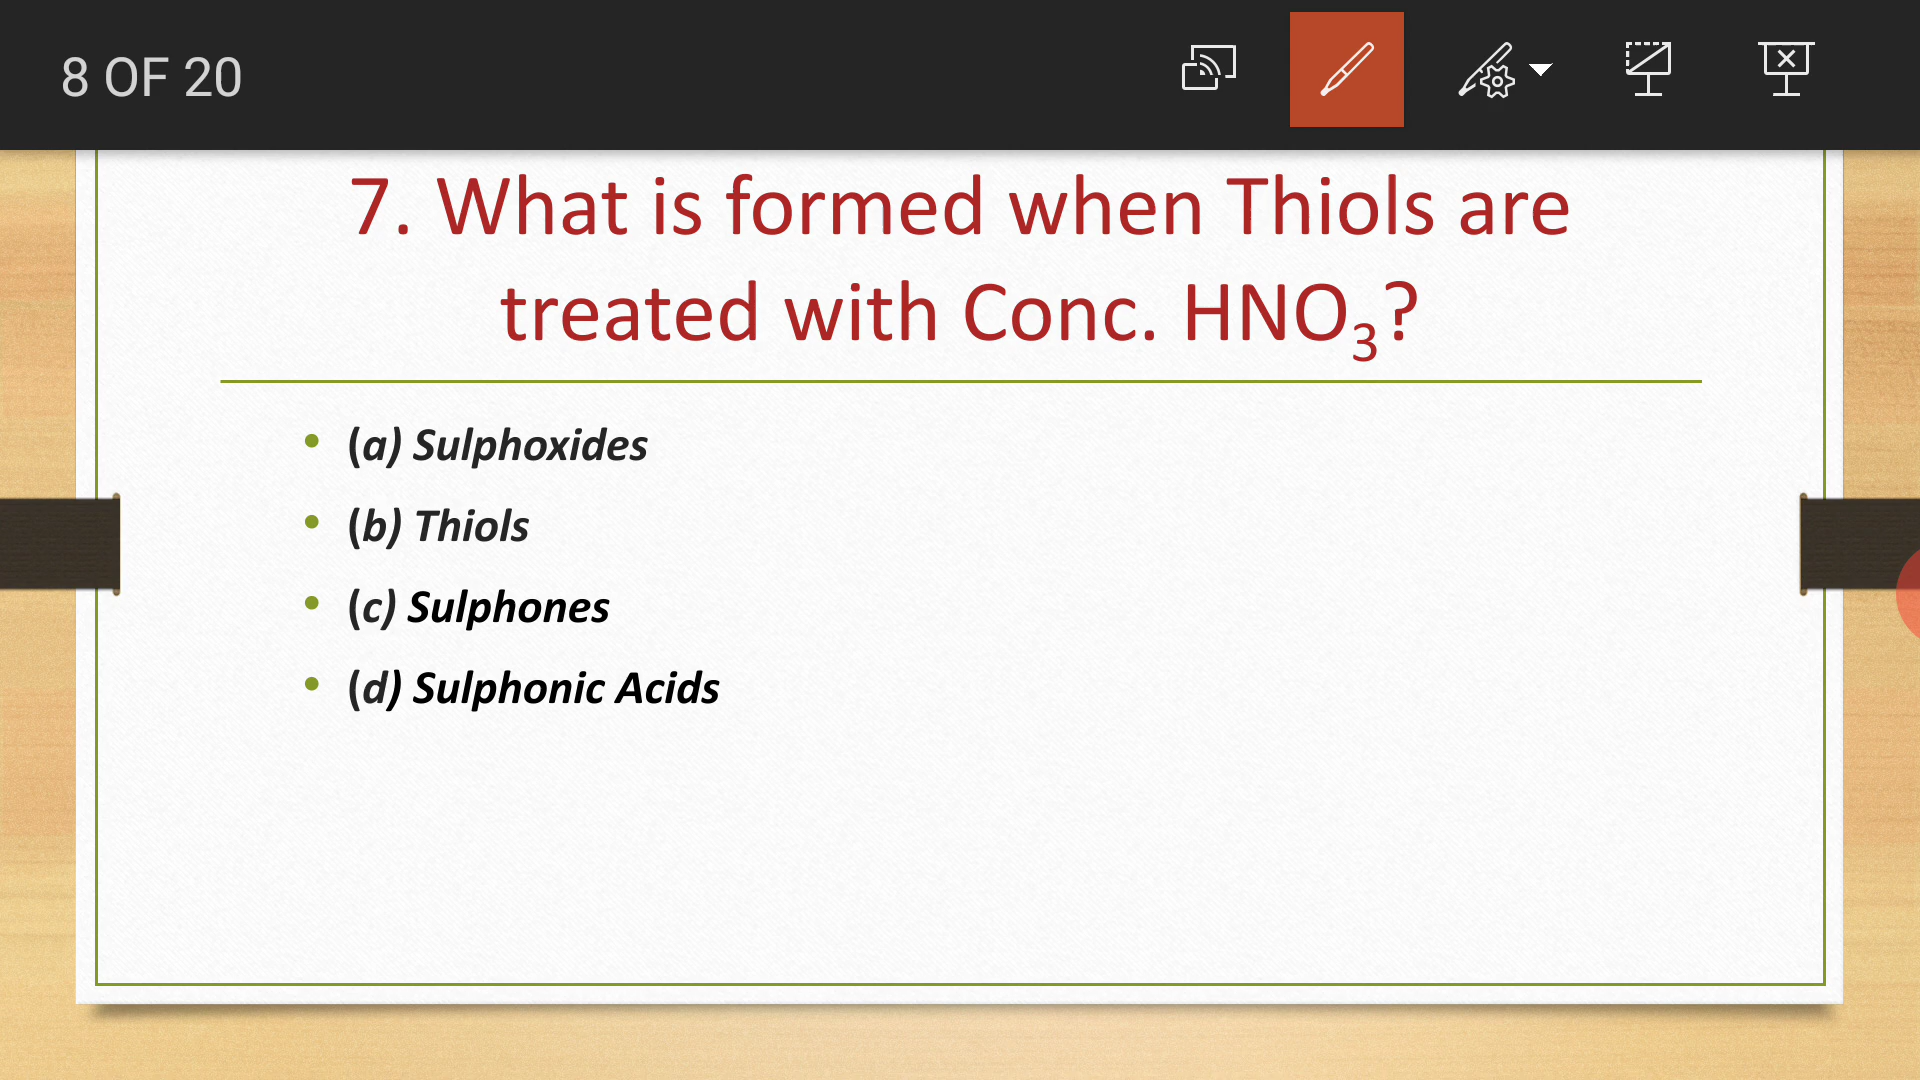 8 OF 20
7. What is formed when Thiols are
treated with Conc. HNO₃?
• (a) Sulphoxides
• (b) Thiols
• (c) Sulphones
• (d) Sulphonic Acids